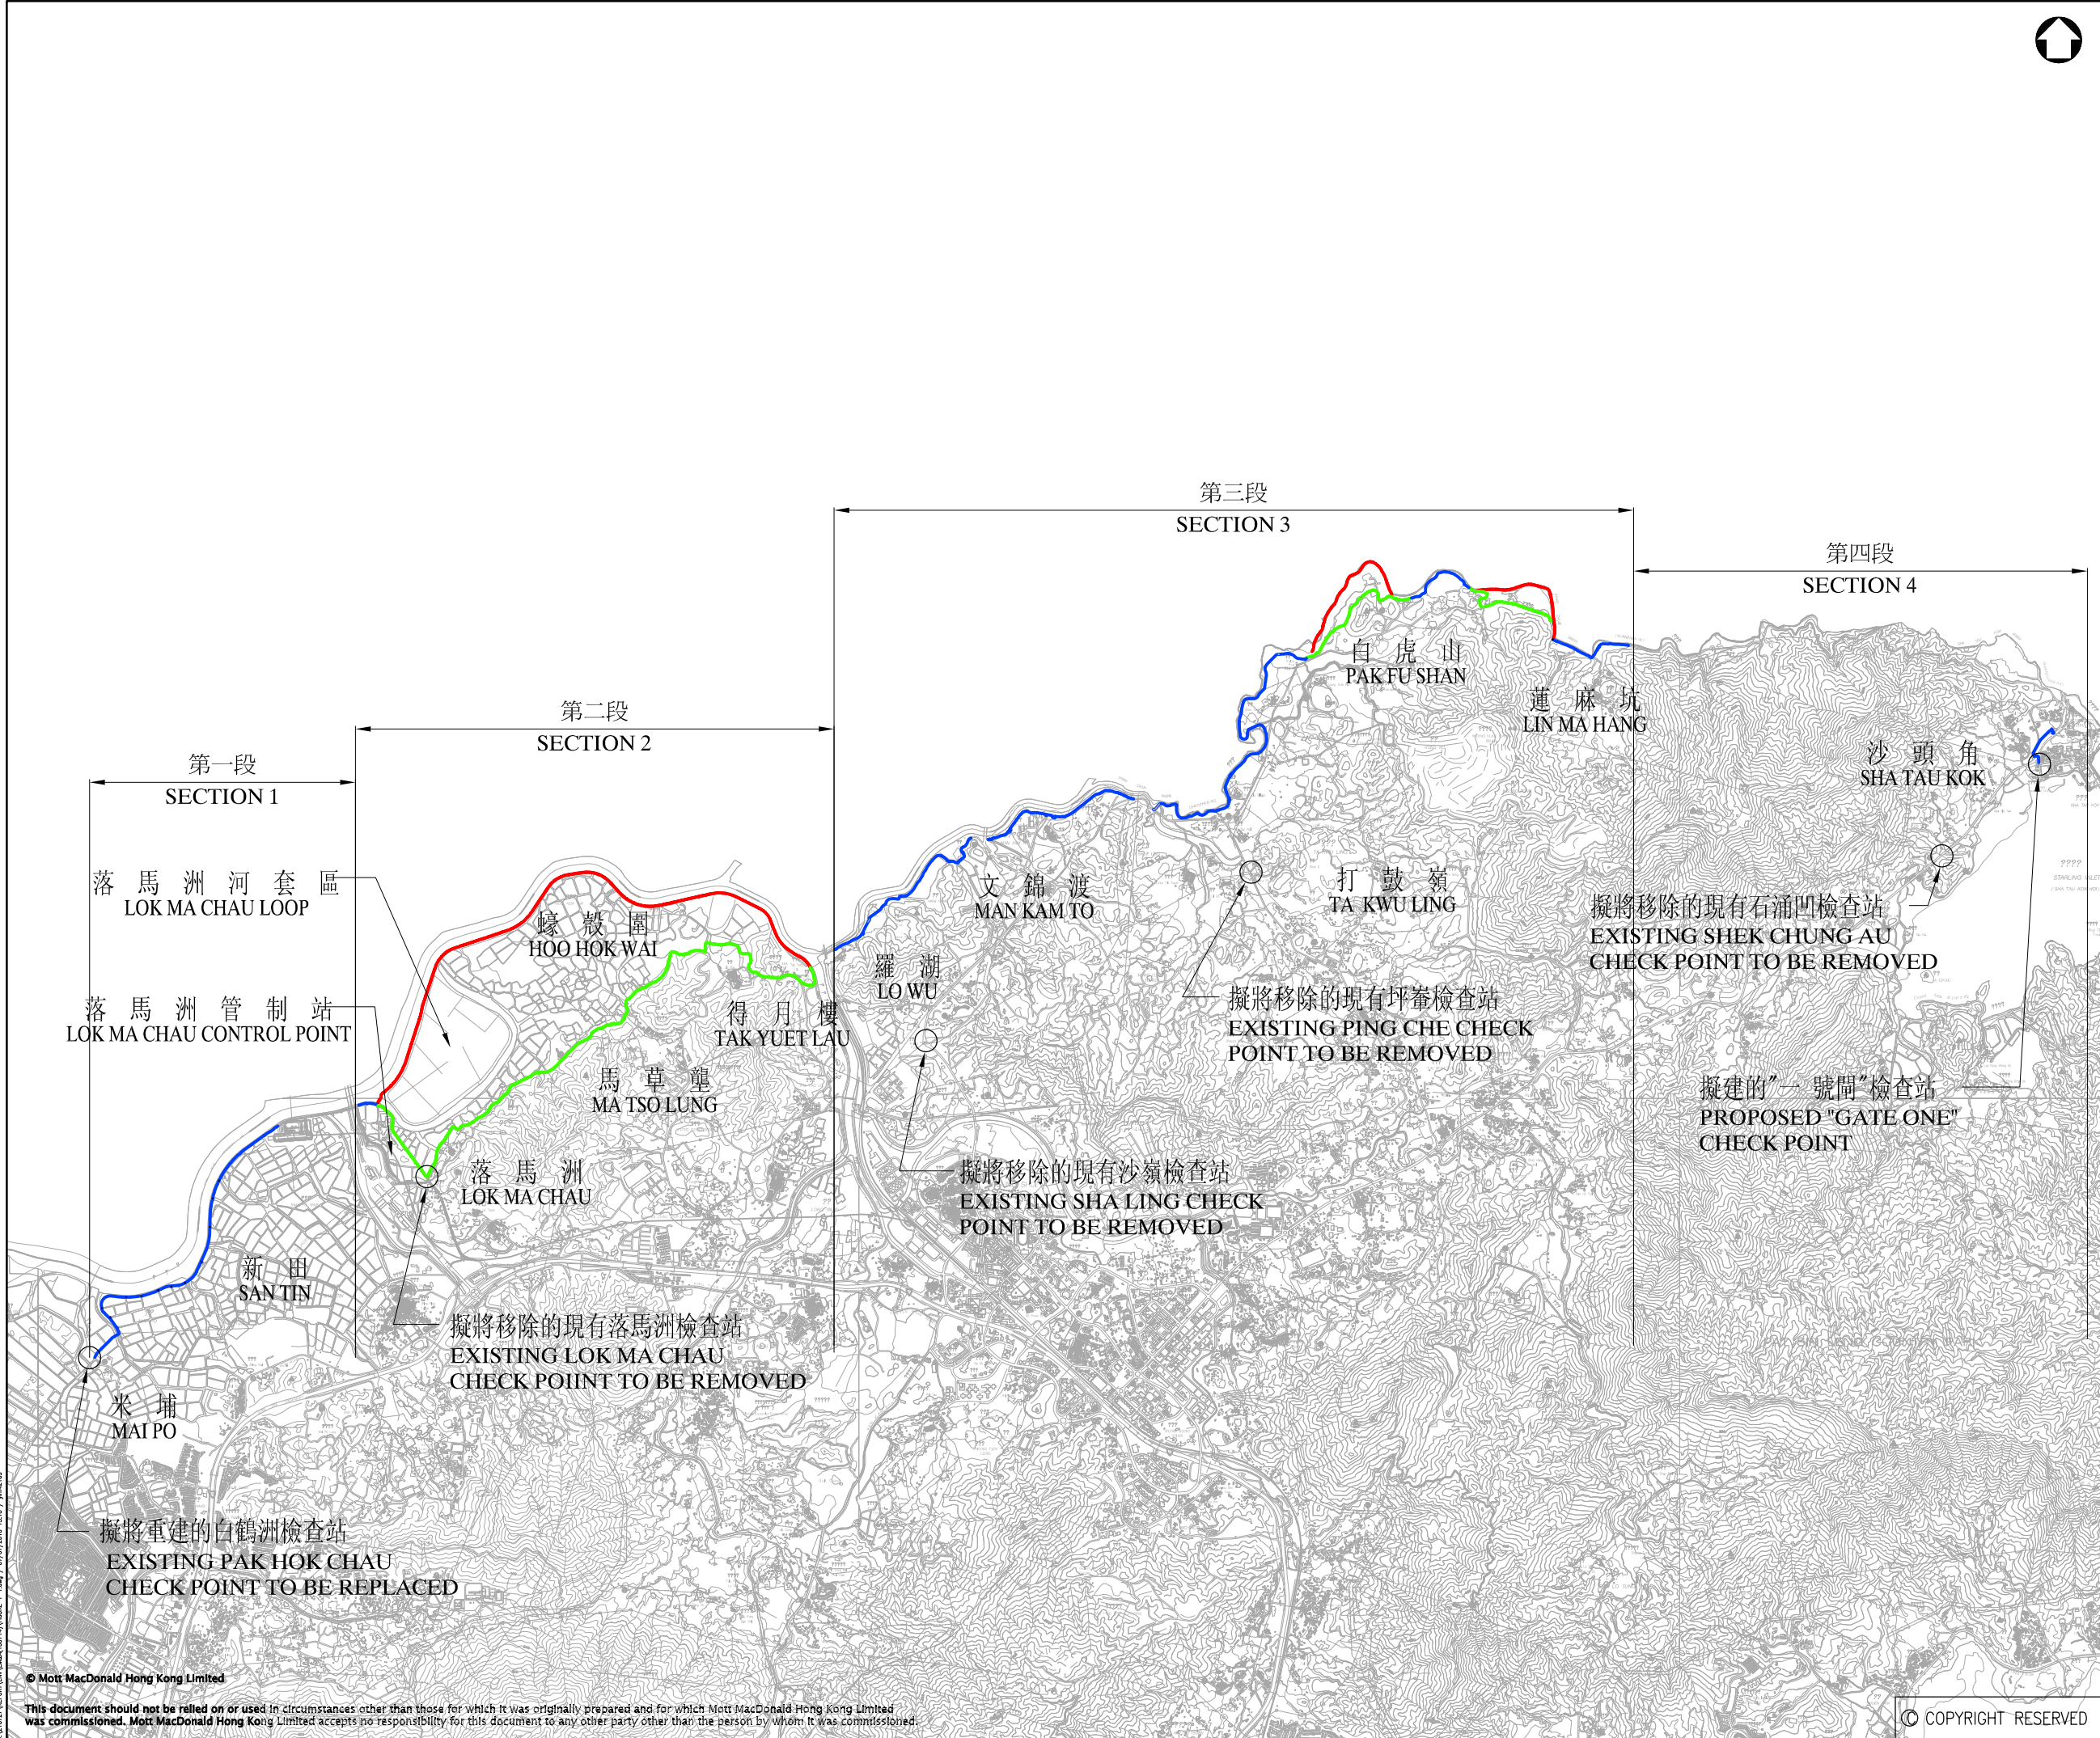 第三段
SECTION 3
第四段
SECTION 4
第二段
SECTION 2
第一段
SECTION 1
白 虎 山
PAK FU SHAN
蓮 麻 坑
LIN MA HANG
沙 頭 角
SHA TAU KOK
落 馬 洲 河 套 區
LOK MA CHAU LOOP
蠔 殼 圍
HOO HOK WAI
文 錦 渡
MAN KAM TO
打 鼓 嶺
TA KWU LING
擬將移除的現有石涌凹檢查站
EXISTING SHEK CHUNG AU
CHECK POINT TO BE REMOVED
羅 湖
LO WU
落 馬 洲 管 制 站
LOK MA CHAU CONTROL POINT
得 月 樓
TAK YUET LAU
擬將移除的現有坪輋檢查站
EXISTING PING CHE CHECK
POINT TO BE REMOVED
馬 草 壟
MA TSO LUNG
擬建的"一 號閘"檢查站
PROPOSED "GATE ONE"
CHECK POINT
落 馬 洲
LOK MA CHAU
擬將移除的現有沙嶺檢查站
EXISTING SHA LING CHECK
POINT TO BE REMOVED
新 田
SAN TIN
擬將移除的現有落馬洲檢查站
EXISTING LOK MA CHAU
CHECK POIINT TO BE REMOVED
米 埔
MAI PO
擬將重建的白鶴洲檢查站
EXISTING PAK HOK CHAU
CHECK POINT TO BE REPLACED
© Mott MacDonald Hong Kong Limited
This document should not be relied on or used in circumstances other than those for which it was originally prepared and for which Mott MacDonald Hong Kong Limited
was commissioned. Mott MacDonald Hong Kong Limited accepts no responsibility for this document to any other party other than the person by whom it was commissioned.
© COPYRIGHT RESERVED